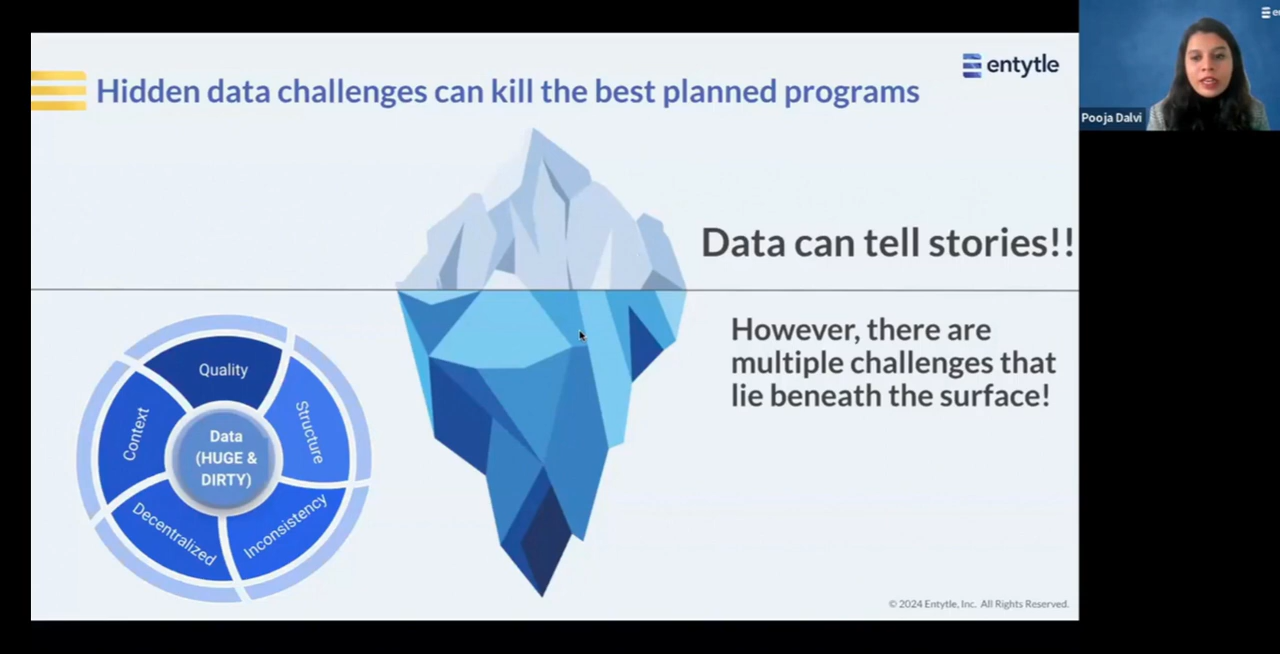 Hidden data challenges can kill the best planned programs
entytle
Pooja Dalvi
Data can tell stories!!
However, there are
multiple challenges that
lie beneath the surface!
Quality
Structure
Inconsistency
Decentralized
Context
Data
(HUGE &
DIRTY)
© 2024 Entytle, Inc. All Rights Reserved.